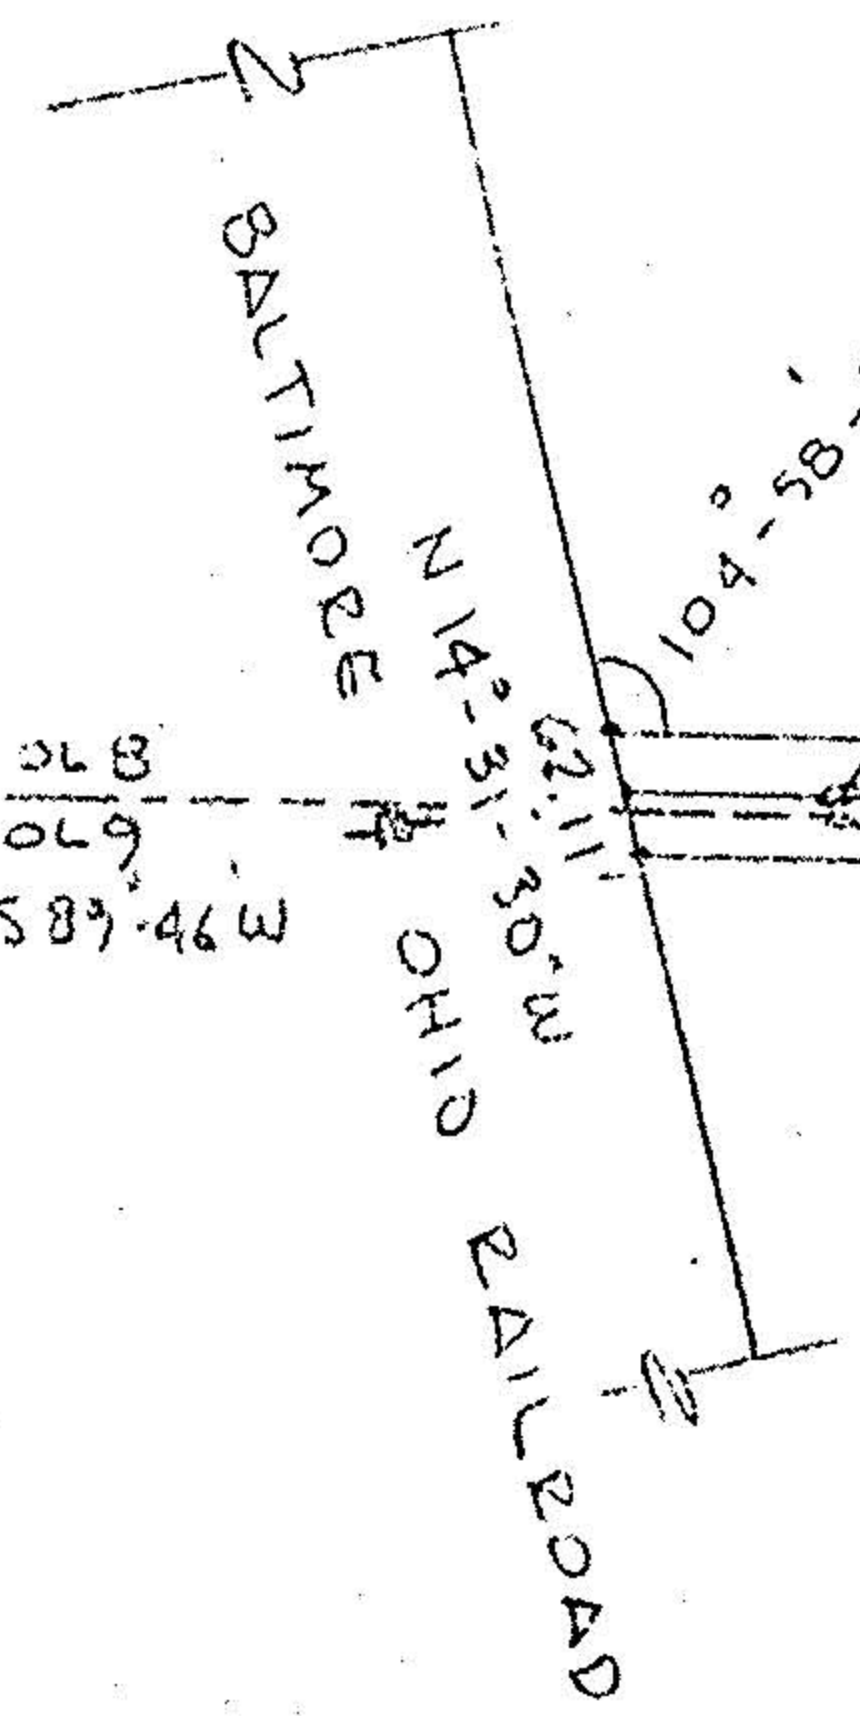 BALTIMORE OHIO RAILROAD
N 14°-31-30" W
62.11'
104°-58'-
OL 8
OL 9
S 89°-46' W